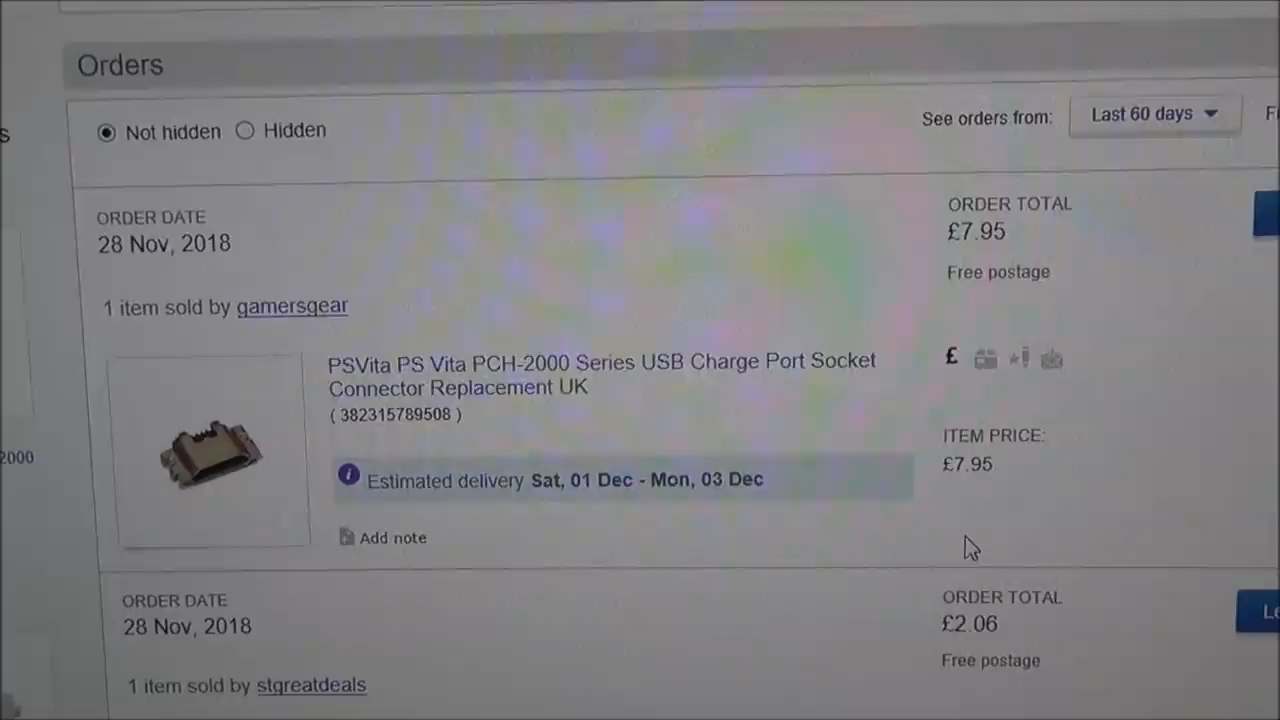 Orders
Not hidden Hidden
See orders from: Last 60 days
ORDER DATE
28 Nov, 2018
ORDER TOTAL
£7.95
Free postage
1 item sold by gamersgear
PSVita PS Vita PCH-2000 Series USB Charge Port Socket
Connector Replacement UK
( 382315789508 )
£
ITEM PRICE:
£7.95
2000
i Estimated delivery Sat, 01 Dec - Mon, 03 Dec
Add note
ORDER DATE
28 Nov, 2018
ORDER TOTAL
£2.06
Free postage
1 item sold by stgreatdeals